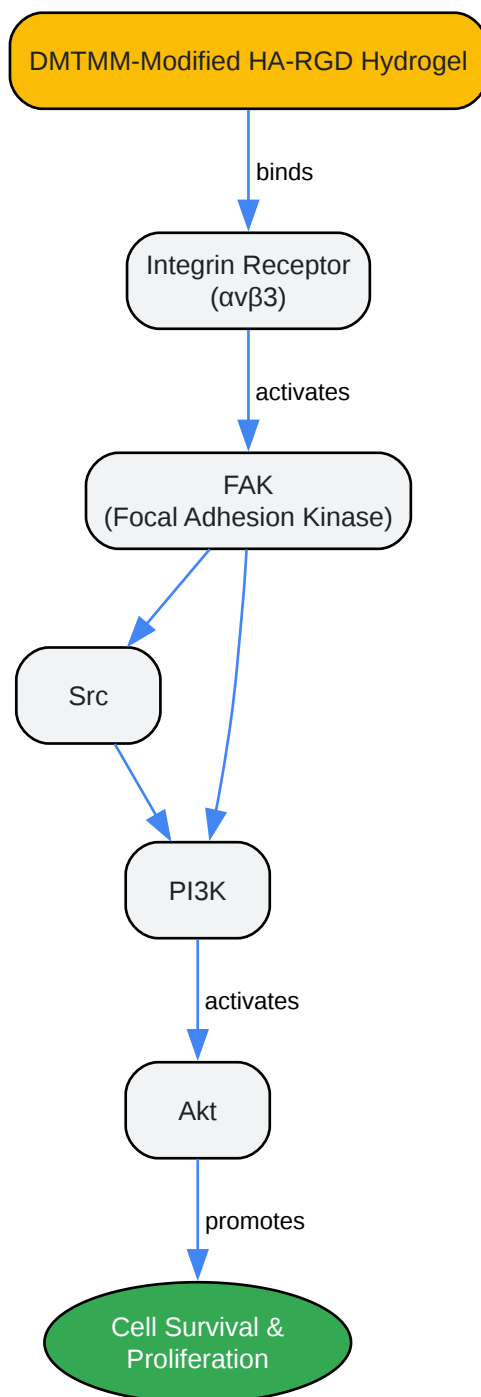 DMTMM-Modified HA-RGD Hydrogel
binds
Integrin Receptor
(αvβ3)
activates
FAK
(Focal Adhesion Kinase)
Src
PI3K
activates
Akt
promotes
Cell Survival &
Proliferation